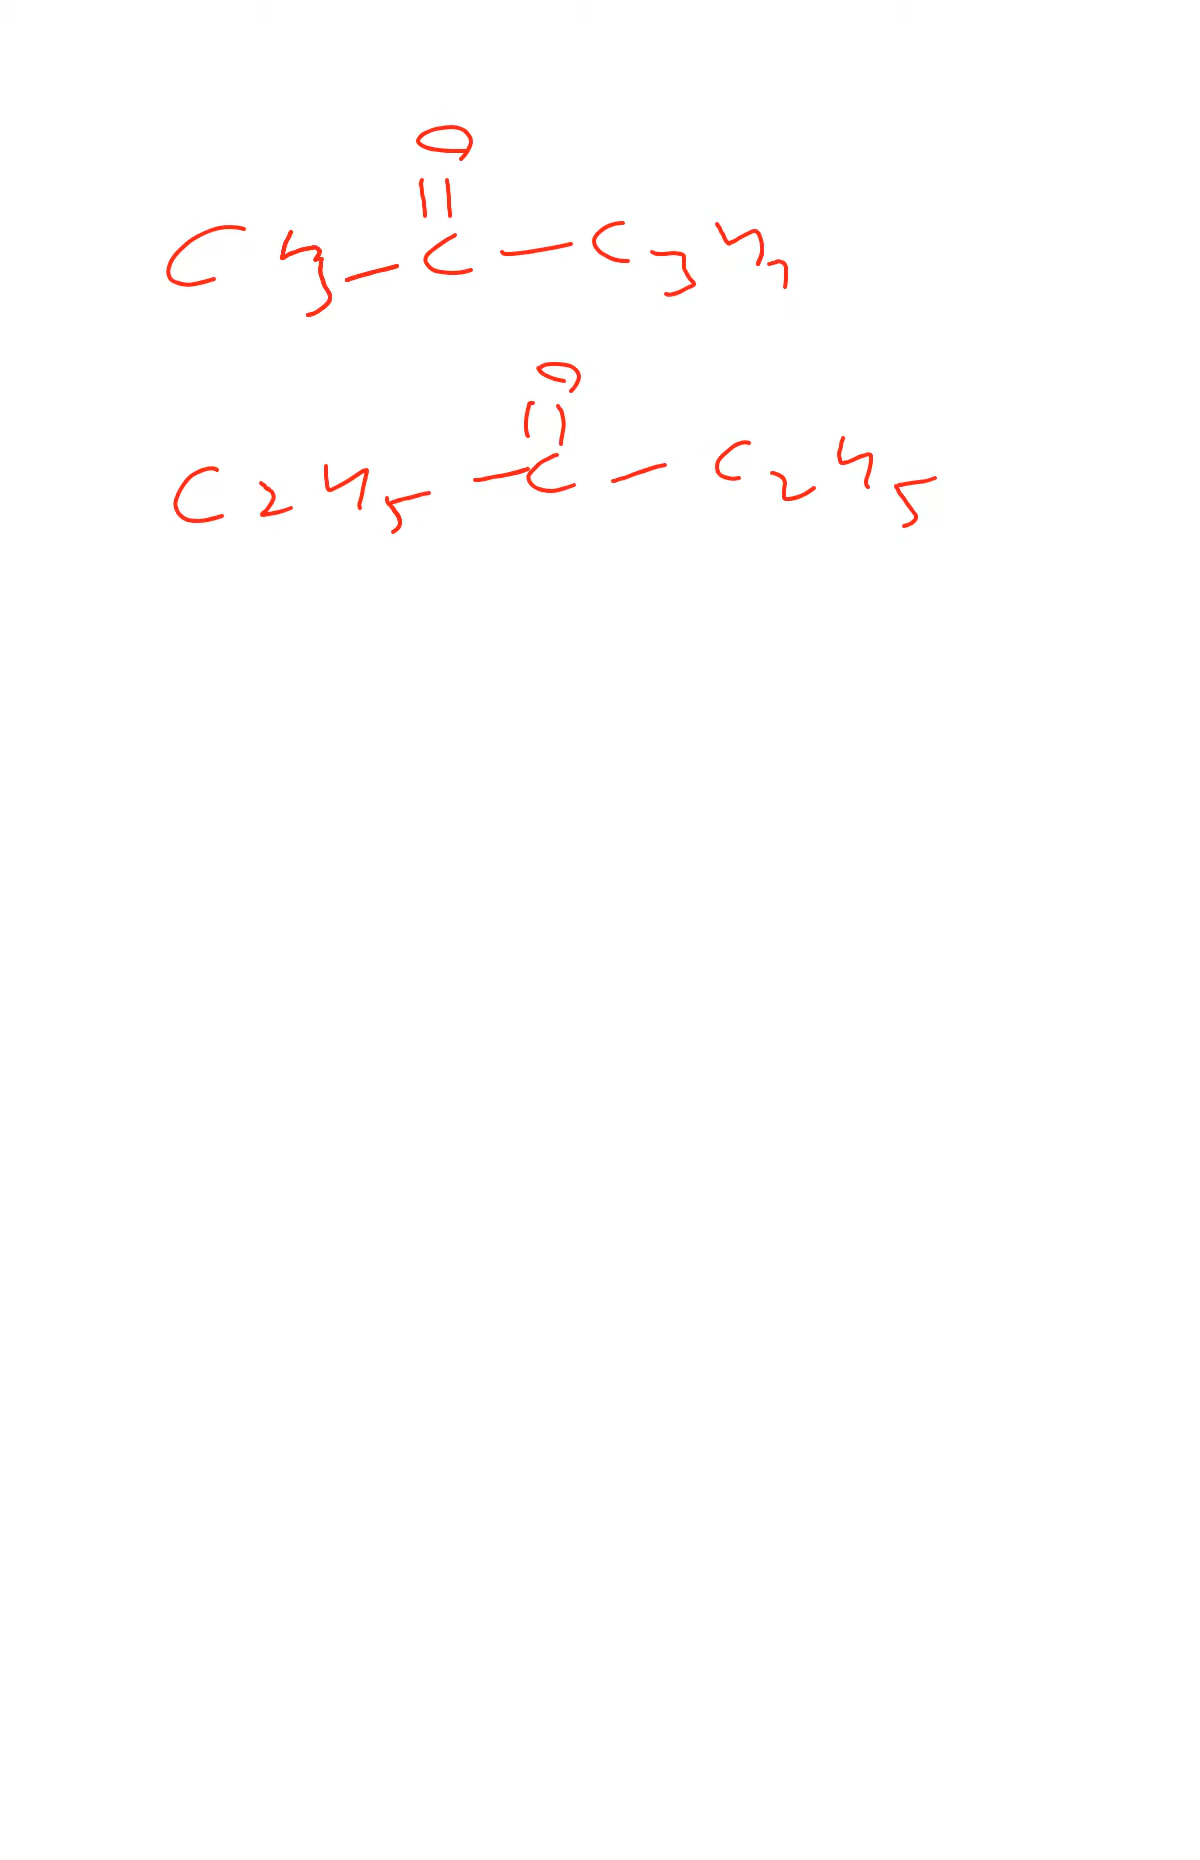 O
||
CH3 — C — C3H7
O
||
C2H5 — C — C2H5